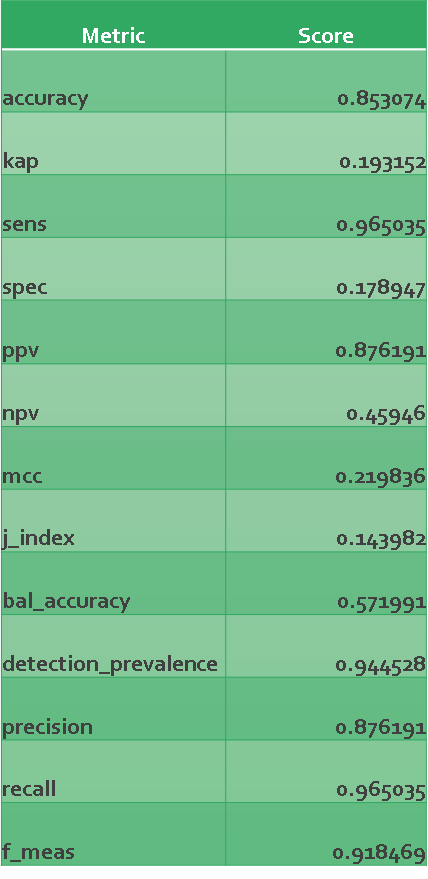 Metric Score
accuracy 0.853074
kap 0.193152
sens 0.965035
spec 0.178947
ppv 0.876191
npv 0.45946
mcc 0.219836
j_index 0.143982
bal_accuracy 0.571991
detection_prevalence 0.944528
precision 0.876191
recall 0.965035
f_meas 0.918469